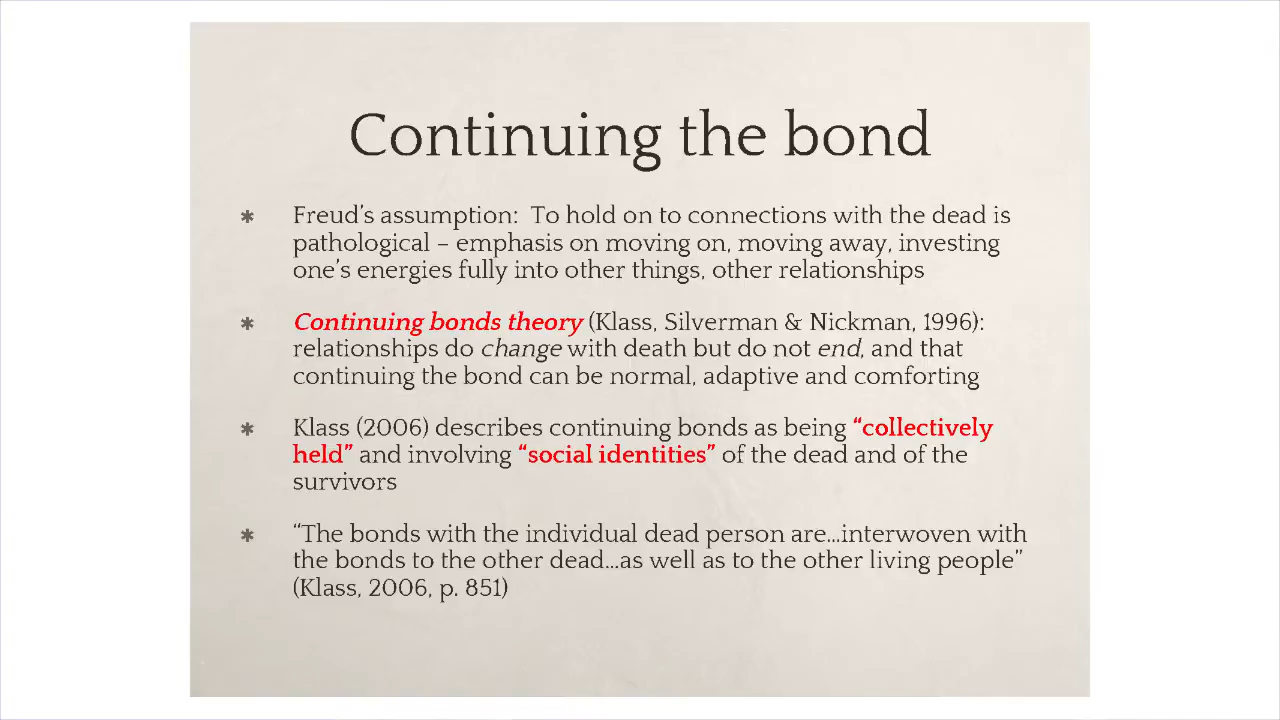 Continuing the bond
✱ Freud’s assumption:  To hold on to connections with the dead is
pathological – emphasis on moving on, moving away, investing
one’s energies fully into other things, other relationships
✱ Continuing bonds theory (Klass, Silverman & Nickman, 1996):
relationships do change with death but do not end, and that
continuing the bond can be normal, adaptive and comforting
✱ Klass (2006) describes continuing bonds as being “collectively
held” and involving “social identities” of the dead and of the
survivors
✱ “The bonds with the individual dead person are…interwoven with
the bonds to the other dead…as well as to the other living people”
(Klass, 2006, p. 851)